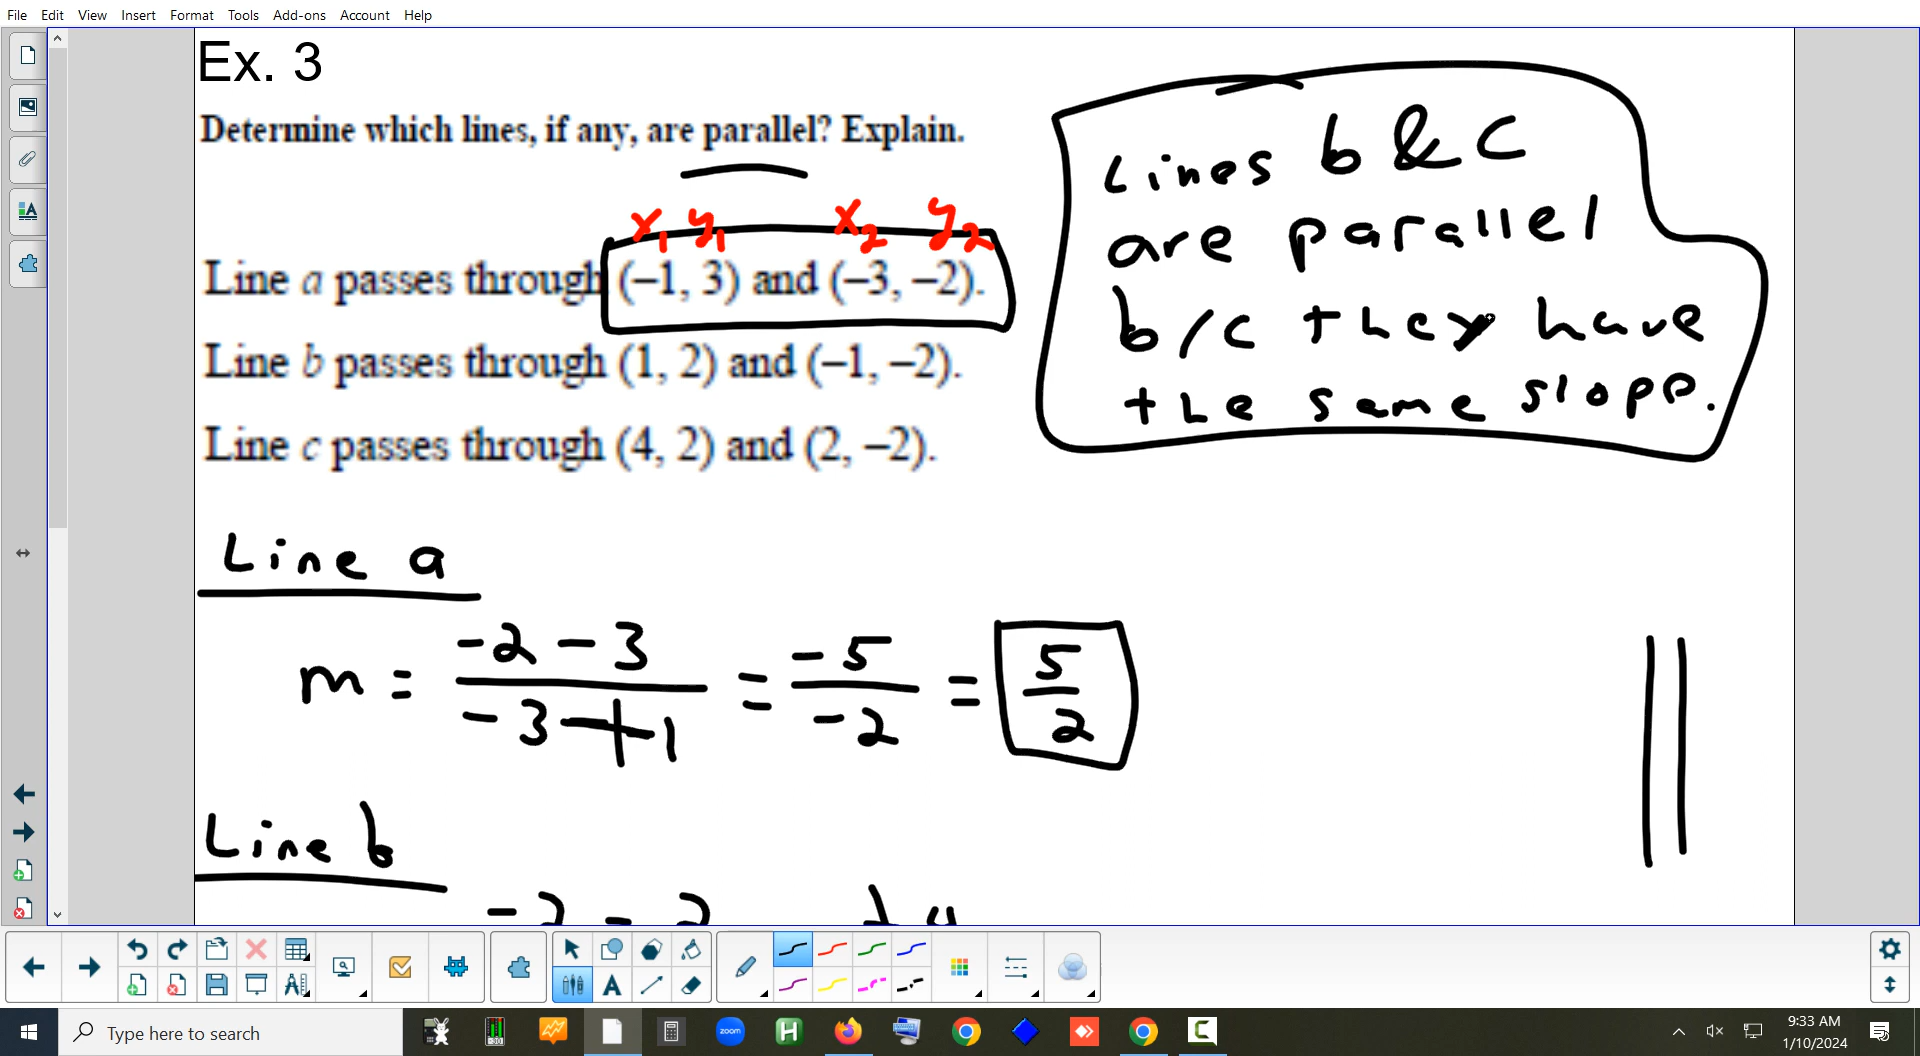 File Edit View Insert Format Tools Add-ons Account Help
Ex. 3
Determine which lines, if any, are parallel? Explain.
x₁ y₁ x₂ y₂
Line a passes through (–1, 3) and (–3, –2).
Line b passes through (1, 2) and (–1, –2).
Line c passes through (4, 2) and (2, –2).
Lines b & c
are parallel
b/c they have
the same slope.
Line a
m = -2 - 3 / -3 + 1 = -5 / -2 = 5 / 2
Line b
Type here to search
zoom
9:33 AM
1/10/2024